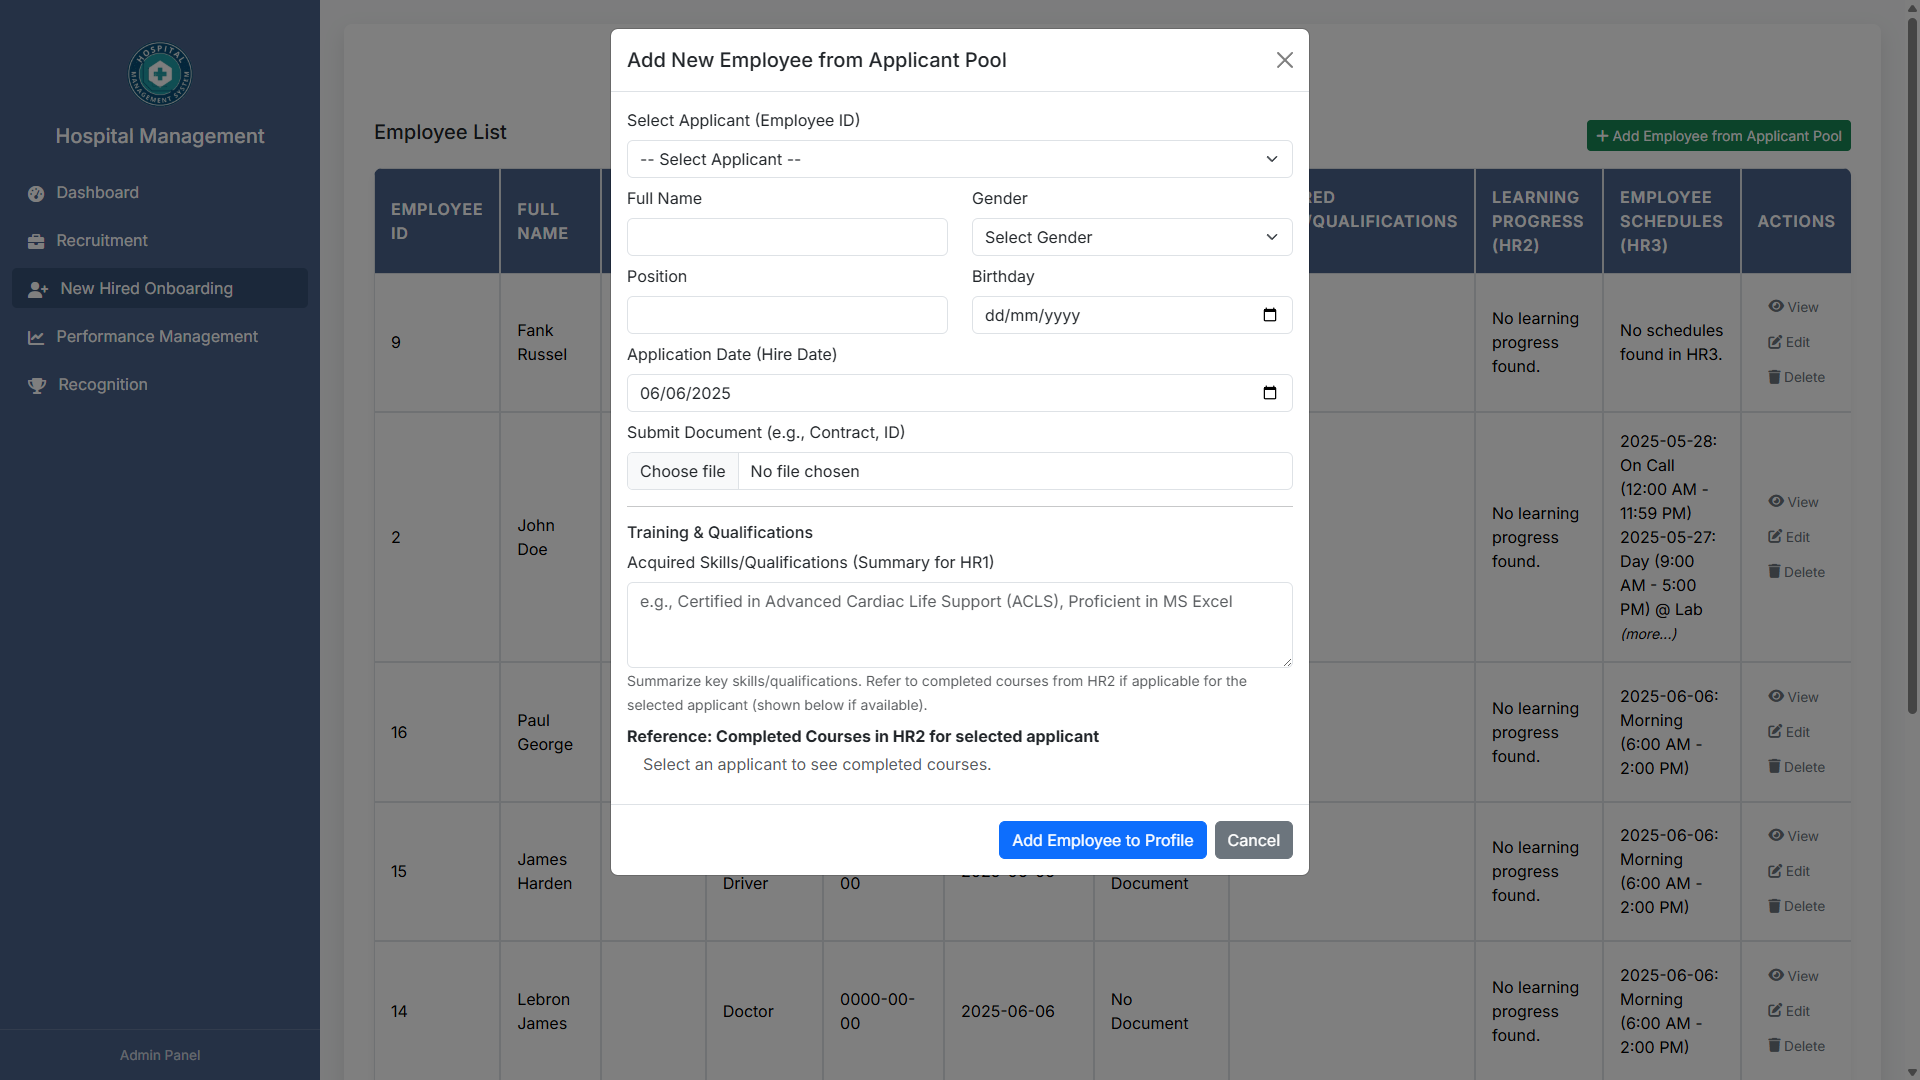 HOSPITAL
MANAGEMENT SYSTEM
Hospital Management
Dashboard
Recruitment
New Hired Onboarding
Performance Management
Recognition
Admin Panel
Employee List
+ Add Employee from Applicant Pool
EMPLOYEE ID
FULL NAME
/QUALIFICATIONS
LEARNING PROGRESS (HR2)
EMPLOYEE SCHEDULES (HR3)
ACTIONS
9
Fank Russel
No learning progress found.
No schedules found in HR3.
View
Edit
Delete
2
John Doe
No learning progress found.
2025-05-28: On Call (12:00 AM - 11:59 PM)
2025-05-27: Day (9:00 AM - 5:00 PM) @ Lab
(more...)
View
Edit
Delete
16
Paul George
No learning progress found.
2025-06-06: Morning (6:00 AM - 2:00 PM)
View
Edit
Delete
15
James Harden
Driver
00
Document
No learning progress found.
2025-06-06: Morning (6:00 AM - 2:00 PM)
View
Edit
Delete
14
Lebron James
Doctor
0000-00-00
2025-06-06
No Document
No learning progress found.
2025-06-06: Morning (6:00 AM - 2:00 PM)
View
Edit
Delete
Add New Employee from Applicant Pool
Select Applicant (Employee ID)
-- Select Applicant --
Full Name
Gender
Select Gender
Position
Birthday
dd/mm/yyyy
Application Date (Hire Date)
06/06/2025
Submit Document (e.g., Contract, ID)
Choose file
No file chosen
Training & Qualifications
Acquired Skills/Qualifications (Summary for HR1)
e.g., Certified in Advanced Cardiac Life Support (ACLS), Proficient in MS Excel
Summarize key skills/qualifications. Refer to completed courses from HR2 if applicable for the
selected applicant (shown below if available).
Reference: Completed Courses in HR2 for selected applicant
Select an applicant to see completed courses.
Add Employee to Profile
Cancel